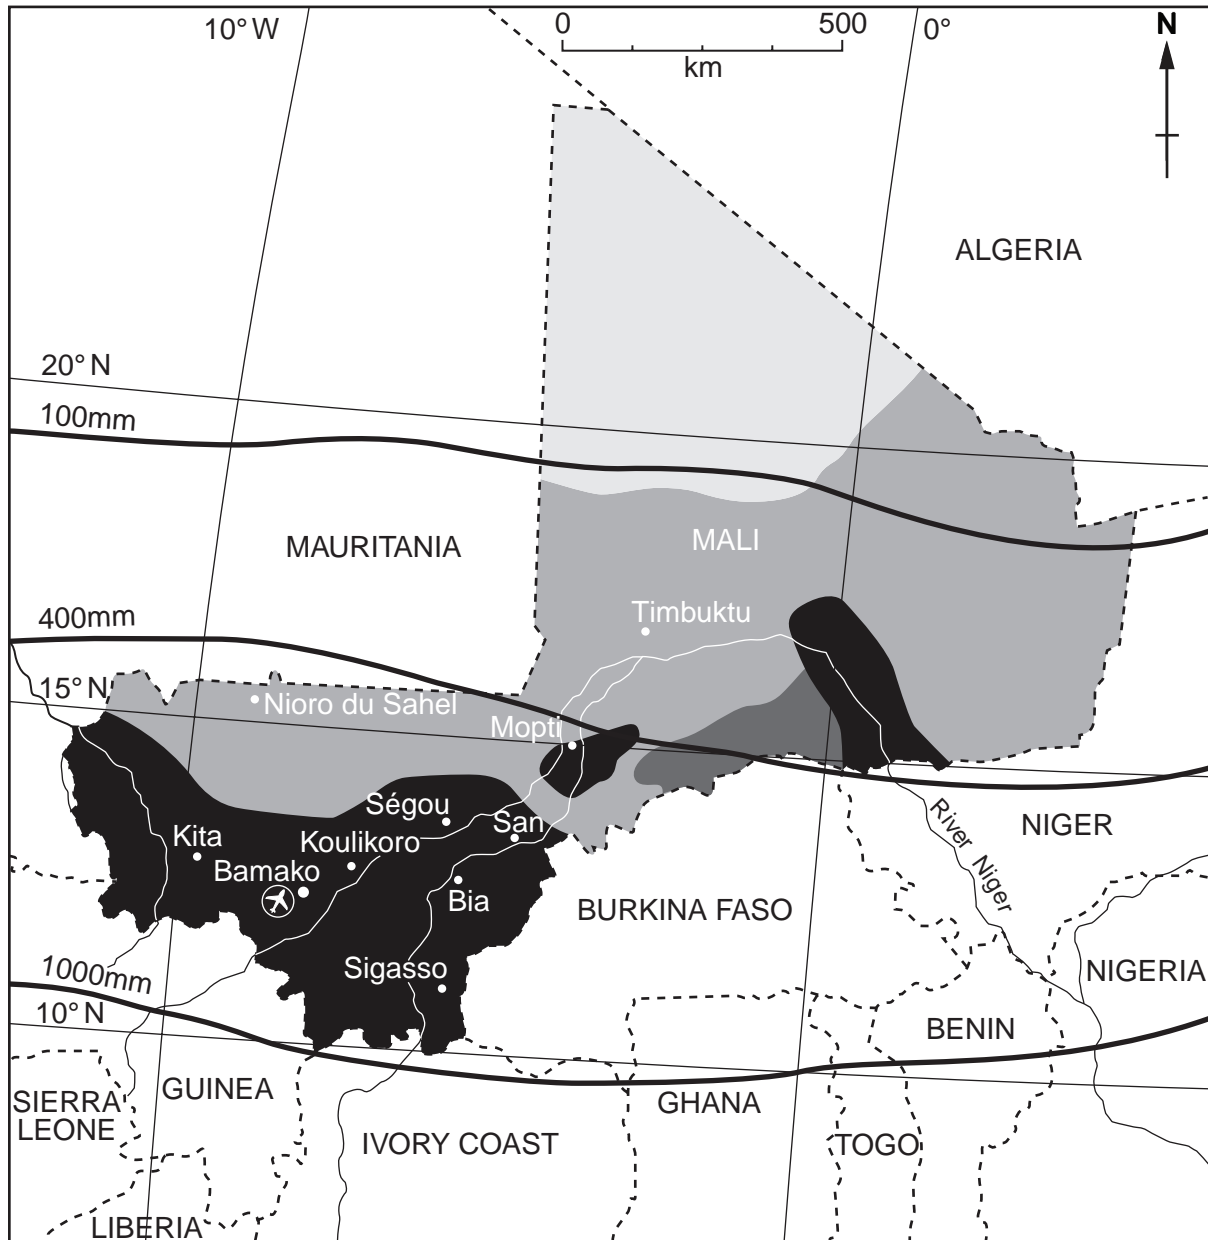 10° W
0
500
0°
N
km
ALGERIA
20° N
100mm
MAURITANIA
MALI
400mm
Timbuktu
15° N
Nioro du Sahel
Mopti
Ségou
San
Kita
Koulikoro
Bamako
Bia
NIGER
River Niger
BURKINA FASO
Sigasso
1000mm
NIGERIA
10° N
BENIN
SIERRA
LEONE
GUINEA
GHANA
IVORY COAST
TOGO
LIBERIA